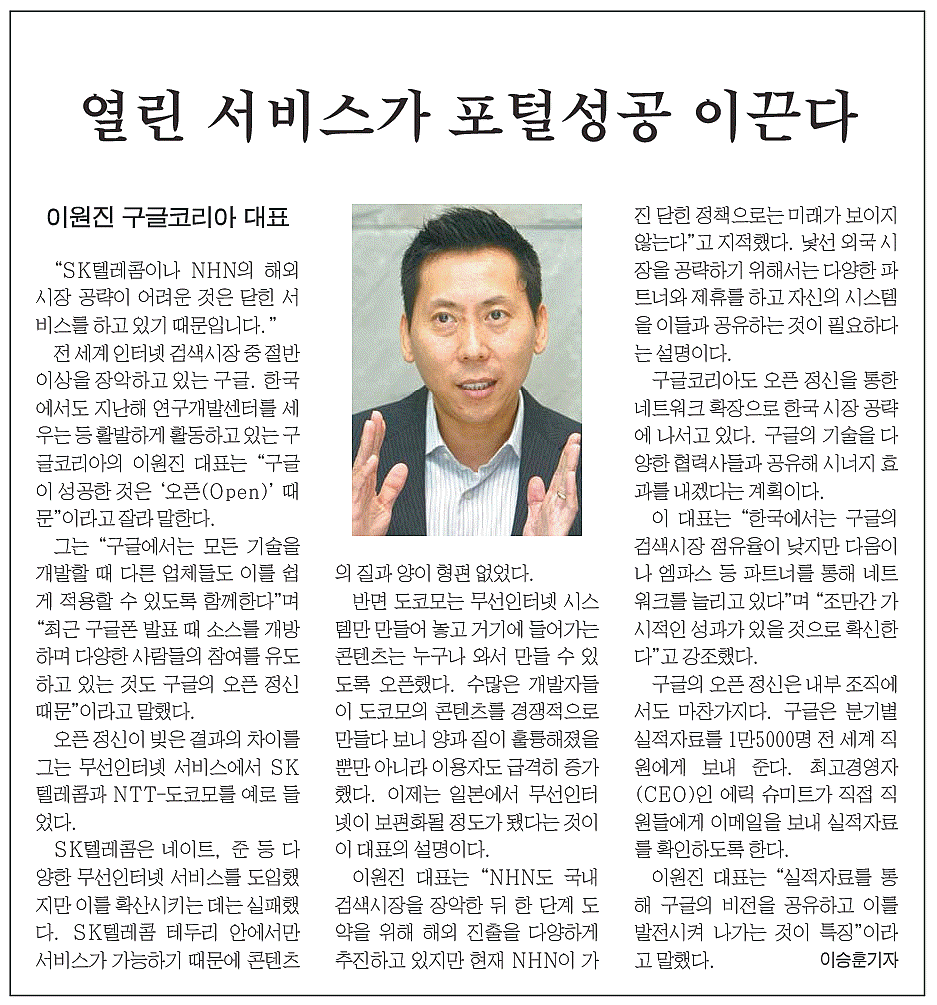 열린 서비스가 포털성공 이끈다
이원진 구글코리아 대표
“SK텔레콤이나 NHN의 해외
시장 공략이 어려운 것은 닫힌 서
비스를 하고 있기 때문입니다.”
전 세계 인터넷 검색시장 중 절반
이상을 장악하고 있는 구글. 한국
에서도 지난해 연구개발센터를 세
우는 등 활발하게 활동하고 있는 구
글코리아의 이원진 대표는 “구글
이 성공한 것은 ‘오픈(Open)’ 때
문”이라고 잘라 말한다.
그는 “구글에서는 모든 기술을
개발할 때 다른 업체들도 이를 쉽
게 적용할 수 있도록 함께한다”며
“최근 구글폰 발표 때 소스를 개방
하며 다양한 사람들의 참여를 유도
하고 있는 것도 구글의 오픈 정신
때문”이라고 말했다.
오픈 정신이 빚은 결과의 차이를
그는 무선인터넷 서비스에서 SK
텔레콤과 NTT-도코모를 예로 들
었다.
SK텔레콤은 네이트, 준 등 다
양한 무선인터넷 서비스를 도입했
지만 이를 확산시키는 데는 실패했
다. SK텔레콤 테두리 안에서만
서비스가 가능하기 때문에 콘텐츠
의 질과 양이 형편 없었다.
반면 도코모는 무선인터넷 시스
템만 만들어 놓고 거기에 들어가는
콘텐츠는 누구나 와서 만들 수 있
도록 오픈했다. 수많은 개발자들
이 도코모의 콘텐츠를 경쟁적으로
만들다 보니 양과 질이 훌륭해졌을
뿐만 아니라 이용자도 급격히 증가
했다. 이제는 일본에서 무선인터
넷이 보편화될 정도가 됐다는 것이
이 대표의 설명이다.
이원진 대표는 “NHN도 국내
검색시장을 장악한 뒤 한 단계 도
약을 위해 해외 진출을 다양하게
추진하고 있지만 현재 NHN이 가
진 닫힌 정책으로는 미래가 보이지
않는다”고 지적했다. 낯선 외국 시
장을 공략하기 위해서는 다양한 파
트너와 제휴를 하고 자신의 시스템
을 이들과 공유하는 것이 필요하다
는 설명이다.
구글코리아도 오픈 정신을 통한
네트워크 확장으로 한국 시장 공략
에 나서고 있다. 구글의 기술을 다
양한 협력사들과 공유해 시너지 효
과를 내겠다는 계획이다.
이 대표는 “한국에서는 구글의
검색시장 점유율이 낮지만 다음이
나 엠파스 등 파트너를 통해 네트
워크를 늘리고 있다”며 “조만간 가
시적인 성과가 있을 것으로 확신한
다”고 강조했다.
구글의 오픈 정신은 내부 조직에
서도 마찬가지다. 구글은 분기별
실적자료를 1만5000명 전 세계 직
원에게 보내 준다. 최고경영자
(CEO)인 에릭 슈미트가 직접 직
원들에게 이메일을 보내 실적자료
를 확인하도록 한다.
이원진 대표는 “실적자료를 통
해 구글의 비전을 공유하고 이를
발전시켜 나가는 것이 특징”이라
고 말했다. 이승훈기자